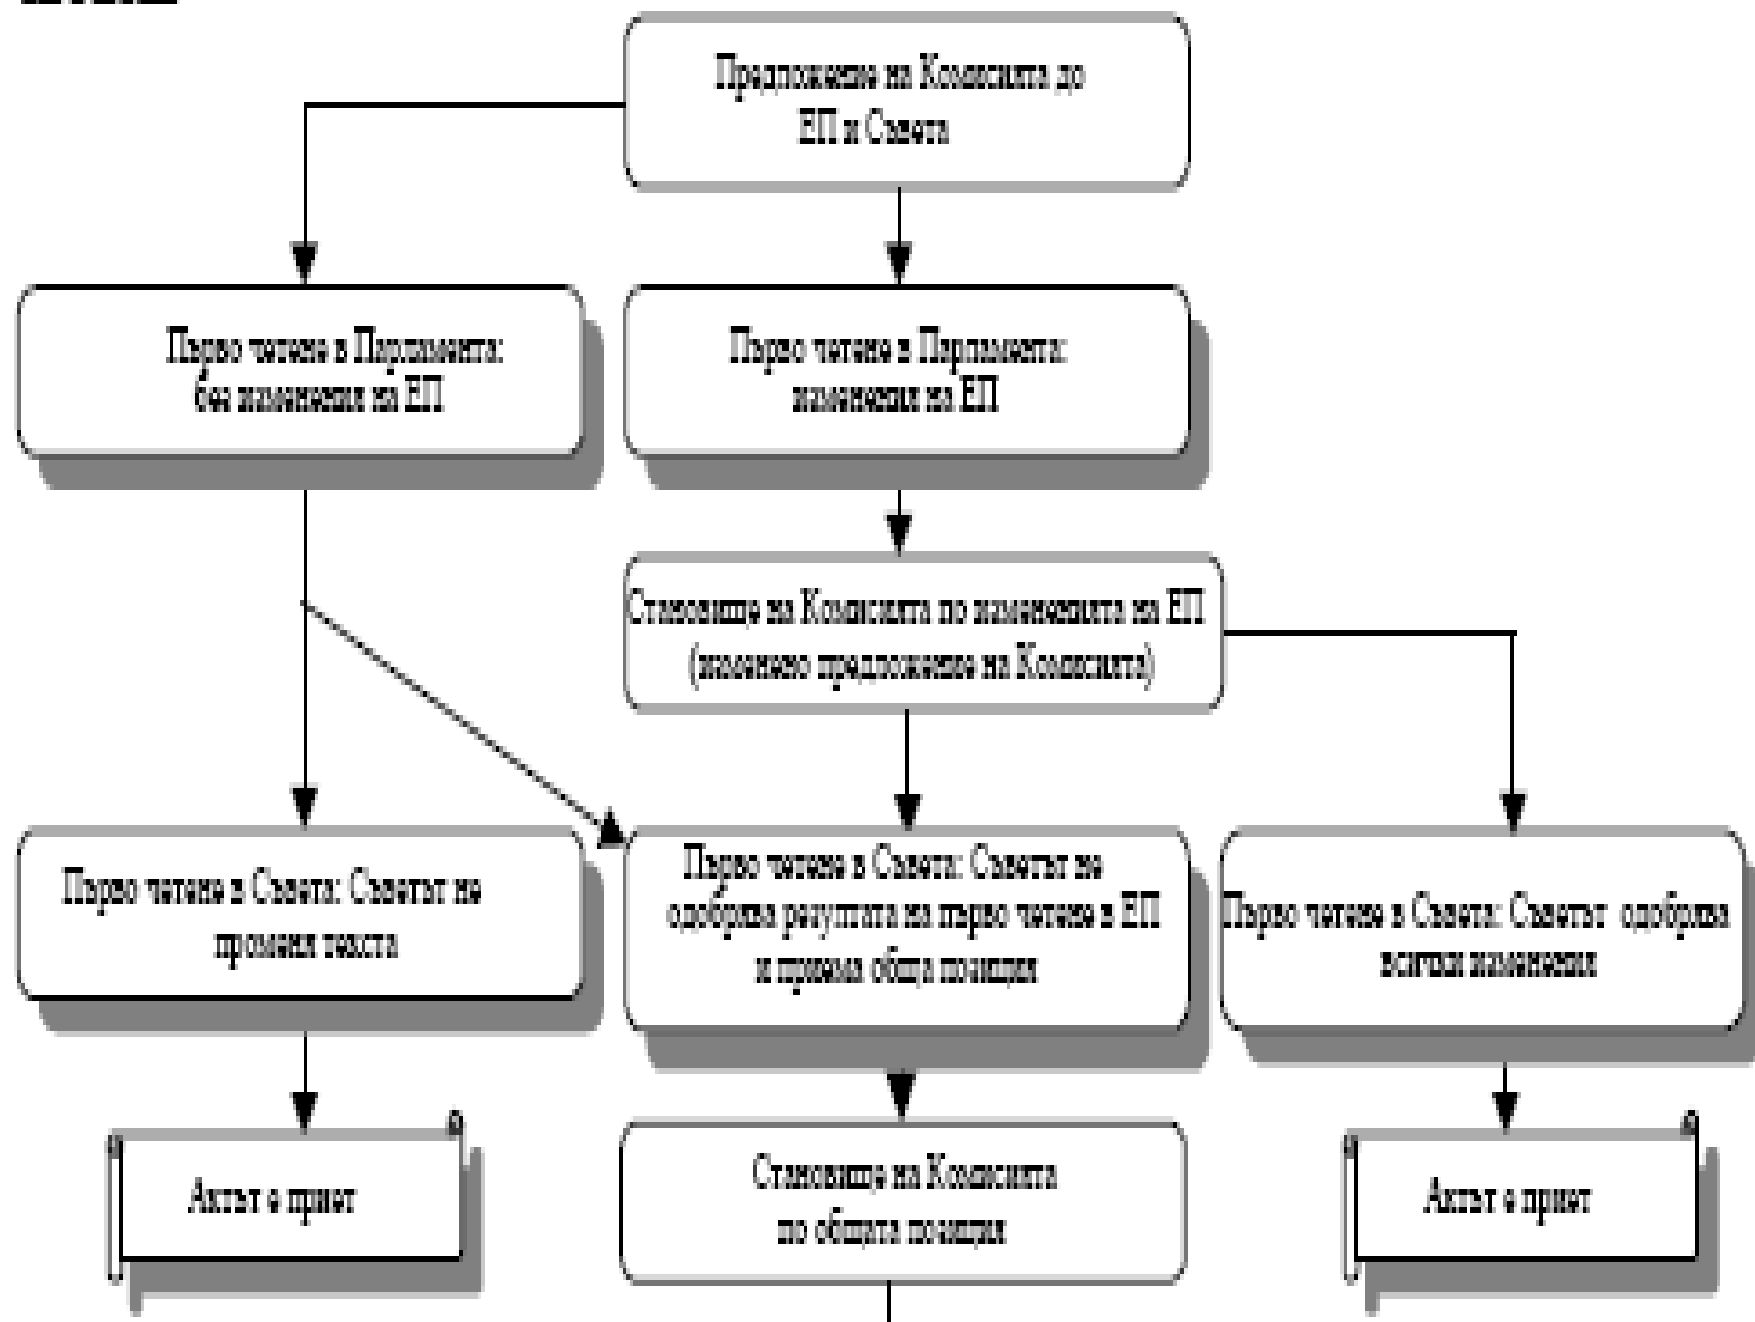 Предложение на Комисията до
ЕП и Съвета
Първо четене в Парламента:
без изменения на ЕП
Първо четене в Парламента:
изменения на ЕП
Становище на Комисията по измененията на ЕП
(изменено предложение на Комисията)
Първо четене в Съвета: Съветът не
променя текста
Първо четене в Съвета: Съветът не
одобрява резултата на първо четене в ЕП
и приема обща позиция
Първо четене в Съвета: Съветът одобрява
всички изменения
Актът е приет
Становище на Комисията
по общата позиция
Актът е приет